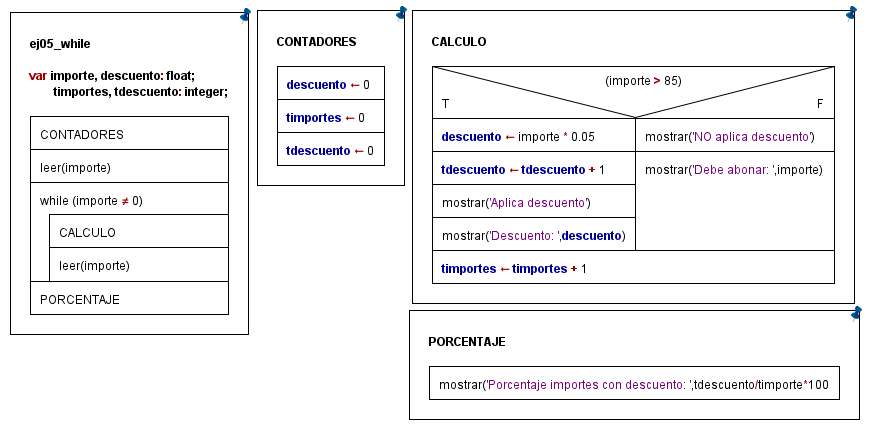 ej05_while
var importe, descuento: float;
timportes, tdescuento: integer;
CONTADORES
leer(importe)
while (importe ≠ 0)
CALCULO
leer(importe)
PORCENTAJE
CONTADORES
descuento ← 0
timportes ← 0
tdescuento ← 0
CALCULO
(importe > 85)
T
F
descuento ← importe * 0.05
tdescuento ← tdescuento + 1
mostrar('Aplica descuento')
mostrar('Descuento: ',descuento)
mostrar('NO aplica descuento')
mostrar('Debe abonar: ',importe)
timportes ← timportes + 1
PORCENTAJE
mostrar('Porcentaje importes con descuento: ',tdescuento/timporte*100